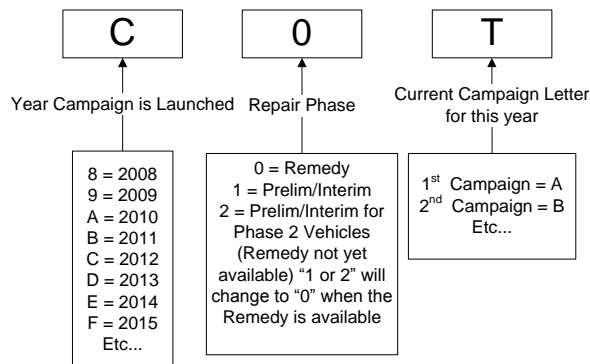 C 0 T
Year Campaign is Launched
Repair Phase
Current Campaign Letter
for this year
8 = 2008
9 = 2009
A = 2010
B = 2011
C = 2012
D = 2013
E = 2014
F = 2015
Etc...
0 = Remedy
1 = Prelim/Interim
2 = Prelim/Interim for
Phase 2 Vehicles
(Remedy not yet
available) “1 or 2” will
change to “0” when the
Remedy is available
1st Campaign = A
2nd Campaign = B
Etc...